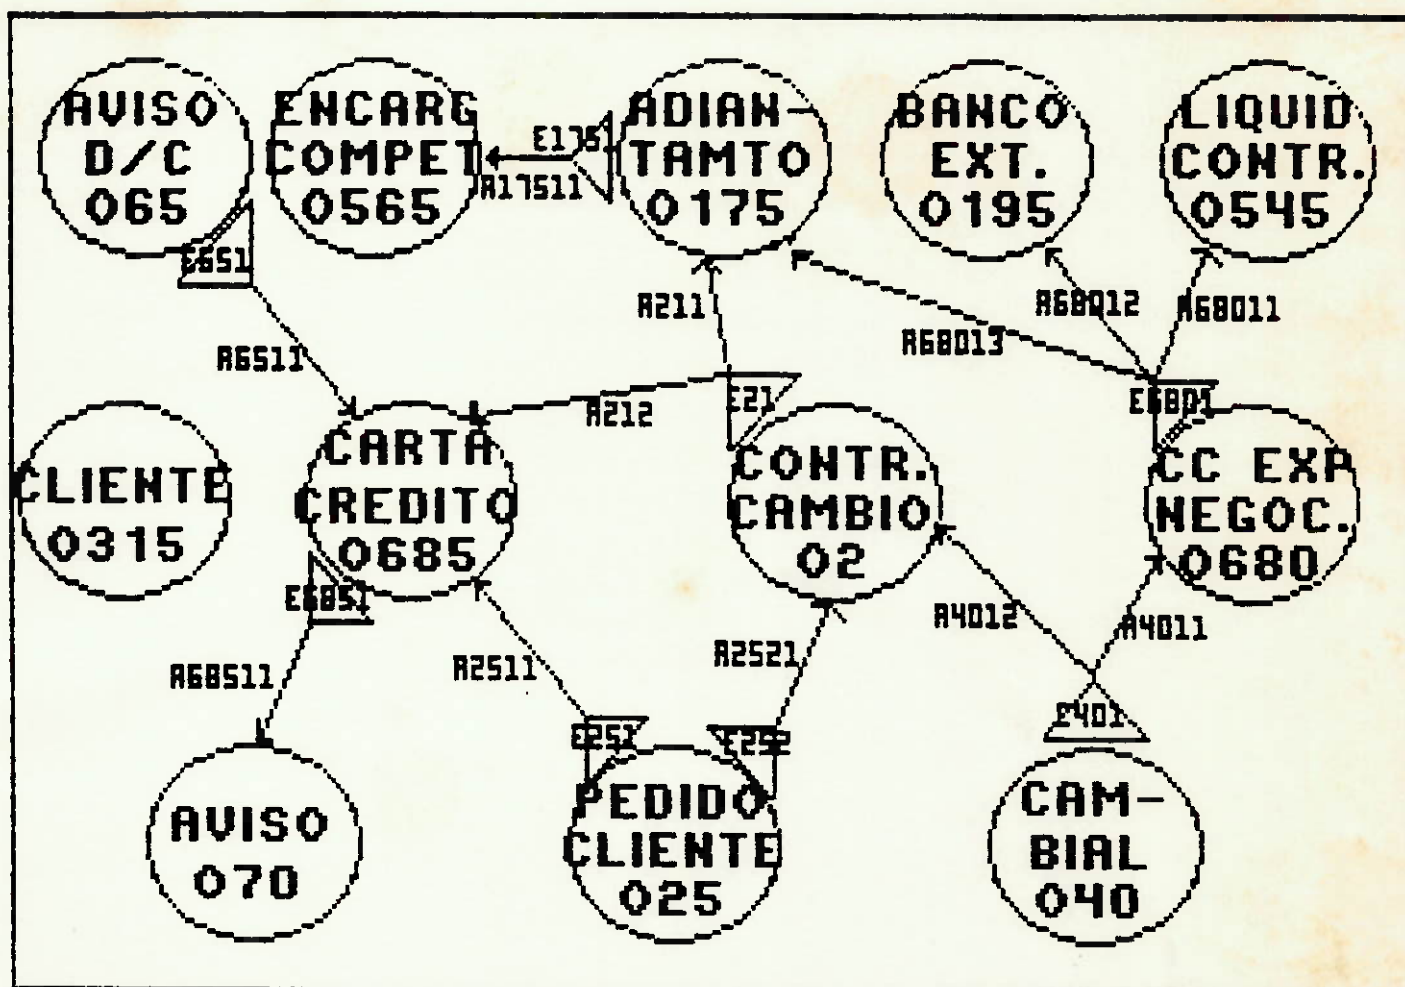 AVISO
D/C
065
ENCARG
COMPET
0565
ADIAN-
TAMTO
0175
BANCO
EXT.
0195
LIQUID
CONTR.
0545
E1751
A17511
E651
A211
A68012
A68011
A68013
A6511
A212
E21
E6801
CLIENTE
0315
CARTA
CREDITO
0685
CONTR.
CAMBIO
02
CC EXP
NEGOC.
0680
E6851
A68511
A2511
A2521
A4012
A4011
E251
E252
E401
AVISO
070
PEDIDO
CLIENTE
025
CAM-
BIAL
040